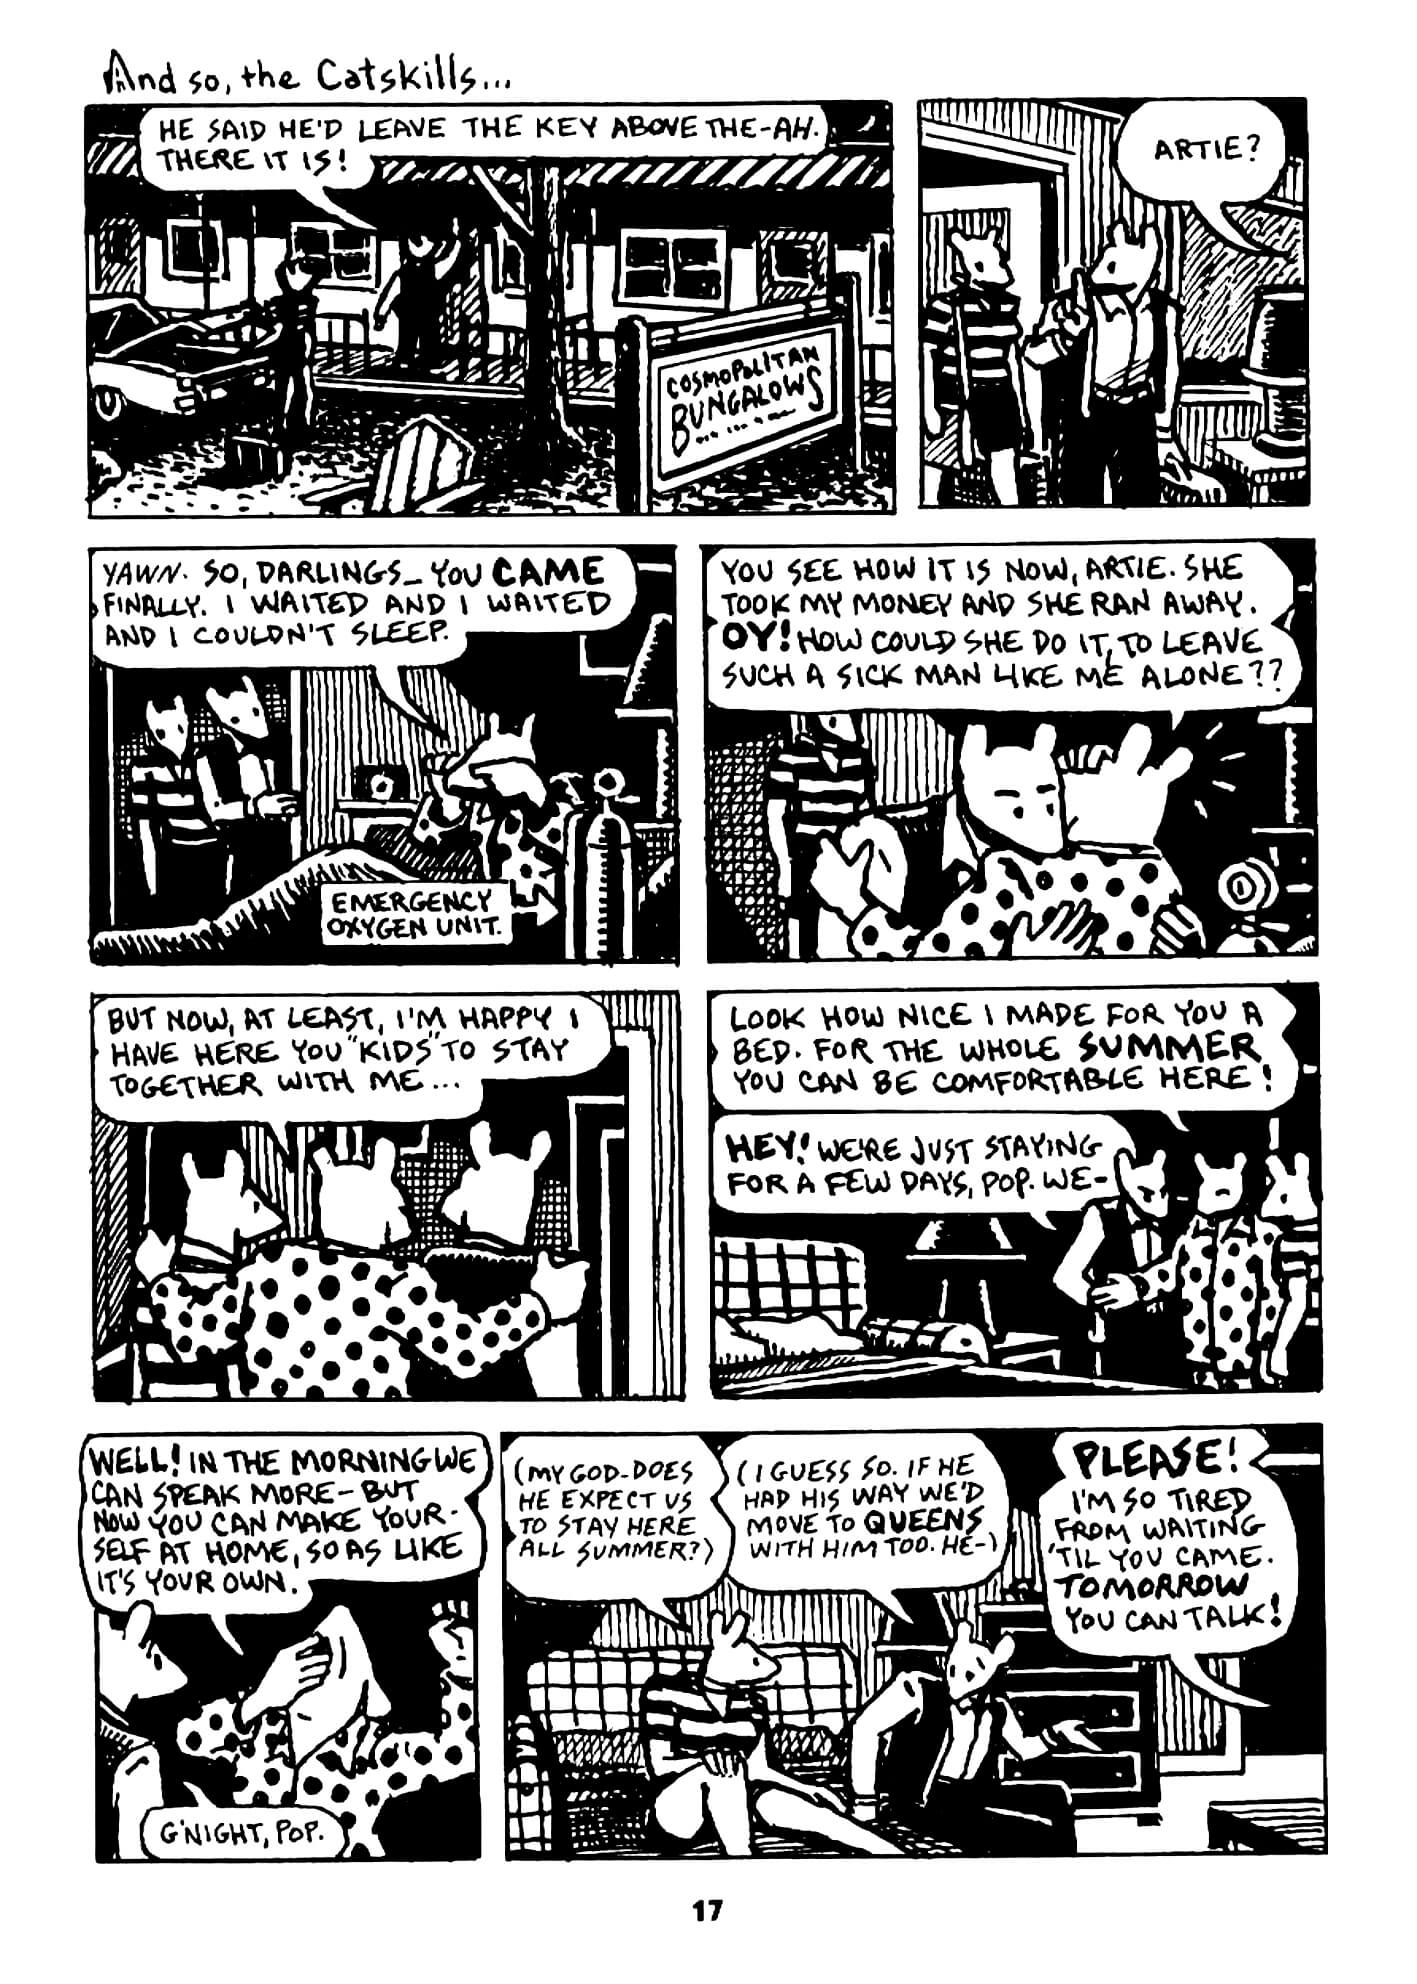 And so, the Catskills...
HE SAID HE'D LEAVE THE KEY ABOVE THE-AH.
THERE IT IS!
COSMOPOLITAN
BUNGALOWS
ARTIE?
YAWN. SO, DARLINGS_ YOU CAME
FINALLY. I WAITED AND I WAITED
AND I COULDN'T SLEEP.
EMERGENCY
OXYGEN UNIT.
YOU SEE HOW IT IS NOW, ARTIE. SHE
TOOK MY MONEY AND SHE RAN AWAY.
OY! HOW COULD SHE DO IT, TO LEAVE
SUCH A SICK MAN LIKE ME ALONE??
BUT NOW, AT LEAST, I'M HAPPY I
HAVE HERE YOU "KIDS" TO STAY
TOGETHER WITH ME...
LOOK HOW NICE I MADE FOR YOU A
BED. FOR THE WHOLE SUMMER
YOU CAN BE COMFORTABLE HERE!
HEY! WE'RE JUST STAYING
FOR A FEW DAYS, POP. WE-
WELL! IN THE MORNING WE
CAN SPEAK MORE- BUT
NOW YOU CAN MAKE YOUR-
SELF AT HOME, SO AS LIKE
IT'S YOUR OWN.
G'NIGHT, POP.
(MY GOD-DOES
HE EXPECT US
TO STAY HERE
ALL SUMMER?)
(I GUESS SO. IF HE
HAD HIS WAY WE'D
MOVE TO QUEENS
WITH HIM TOO. HE-)
PLEASE!
I'M SO TIRED
FROM WAITING
'TIL YOU CAME.
TOMORROW
YOU CAN TALK!
17